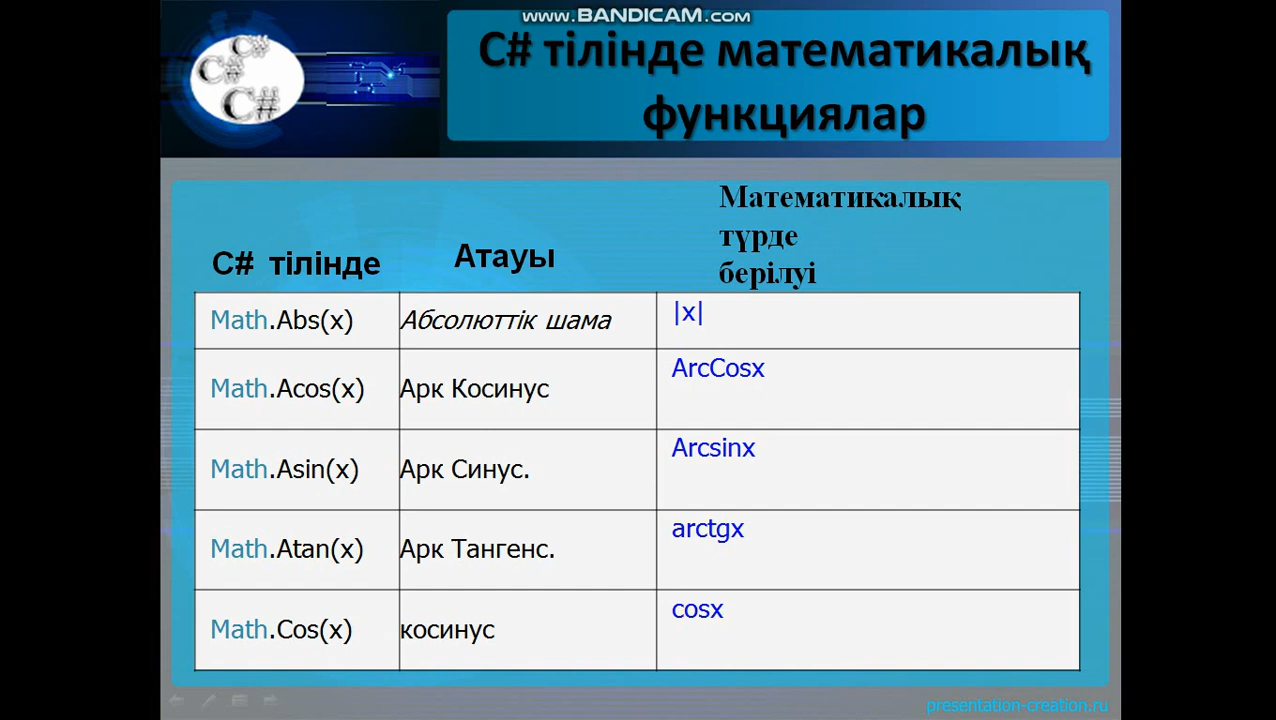 www.BANDICAM.com
C# тілінде математикалық
функциялар
C#
C#
C#
Математикалық
түрде
берілуі
C# тілінде
Атауы
Math.Abs(x) Абсолюттік шама |x|
Math.Acos(x) Арк Косинус ArcCosx
Math.Asin(x) Арк Синус. Arcsinx
Math.Atan(x) Арк Тангенс. arctgx
Math.Cos(x) косинус cosx
presentation-creation.ru